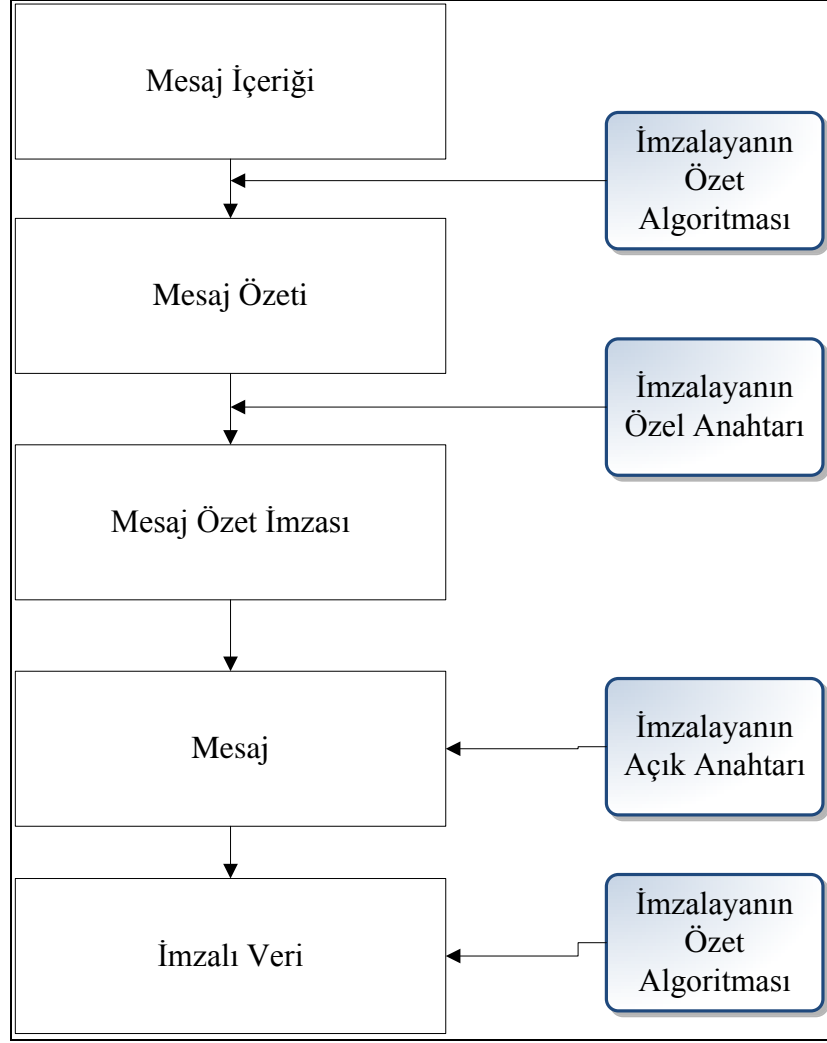 Mesaj İçeriği
İmzalayanın
Özet
Algoritması
Mesaj Özeti
İmzalayanın
Özel Anahtarı
Mesaj Özet İmzası
Mesaj
İmzalayanın
Açık Anahtarı
İmzalı Veri
İmzalayanın
Özet
Algoritması